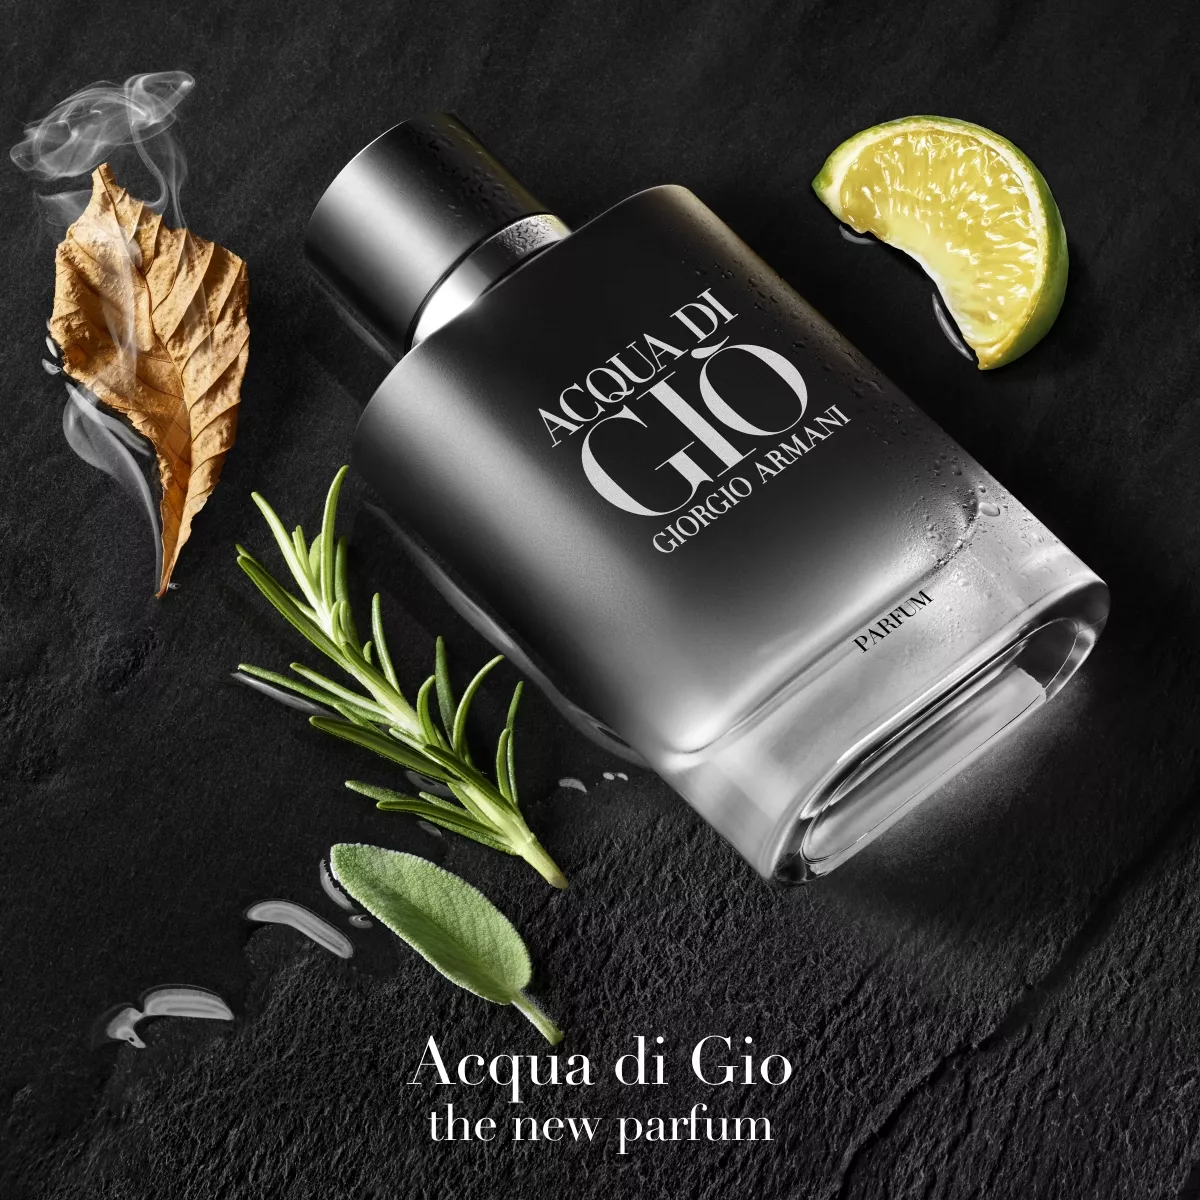 ACQUA DI
GIÒ
GIORGIO ARMANI
PARFUM
Acqua di Gio
the new parfum